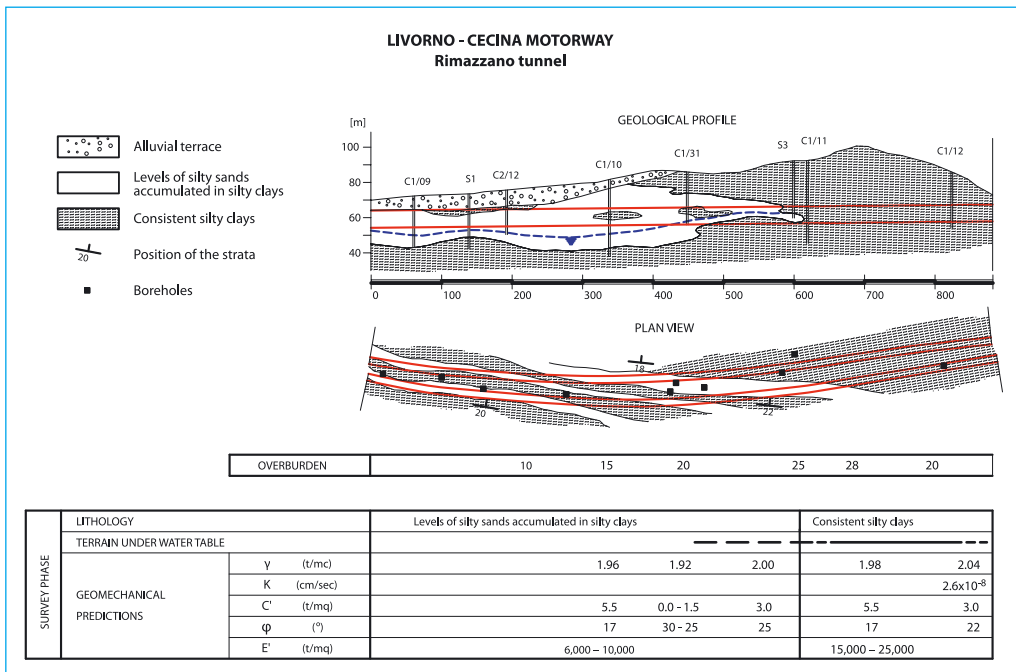 LIVORNO - CECINA MOTORWAY
Rimazzano tunnel
GEOLOGICAL PROFILE
[m]
100
80
60
40
C1/09
S1
C2/12
C1/10
C1/31
S3
C1/11
C1/12
Alluvial terrace
Levels of silty sands
accumulated in silty clays
Consistent silty clays
20
Position of the strata
Boreholes
0 100 200 300 400 500 600 700 800
PLAN VIEW
18
20
22
OVERBURDEN 10 15 20 25 28 20
SURVEY PHASE
LITHOLOGY Levels of silty sands accumulated in silty clays Consistent silty clays
TERRAIN UNDER WATER TABLE
GEOMECHANICAL
PREDICTIONS
γ (t/mc) 1.96 1.92 2.00 1.98 2.04
K (cm/sec) 2.6x10⁻⁸
C' (t/mq) 5.5 0.0 - 1.5 3.0 5.5 3.0
φ (°) 17 30 - 25 25 17 22
E' (t/mq) 6,000 – 10,000 15,000 – 25,000